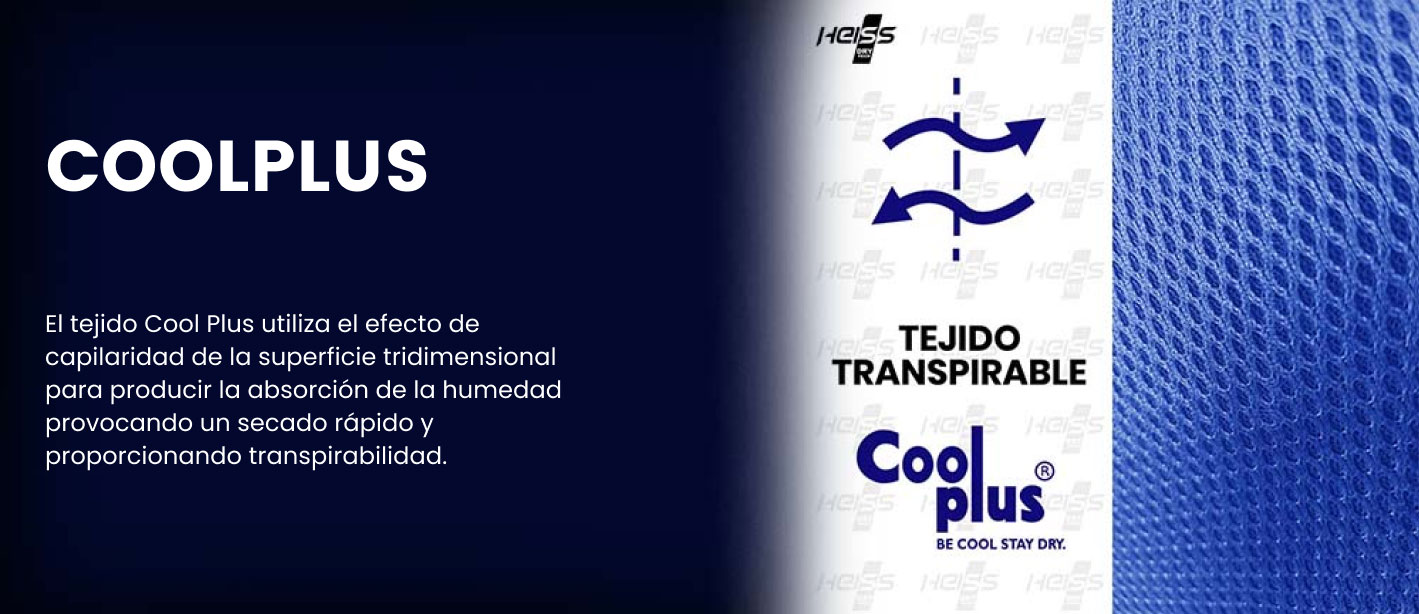 COOLPLUS
El tejido Cool Plus utiliza el efecto de
capilaridad de la superficie tridimensional
para producir la absorción de la humedad
provocando un secado rápido y
proporcionando transpirabilidad.
HEISS
DRY
TEJIDO
TRANSPIRABLE
Cool
plus®
BE COOL STAY DRY.